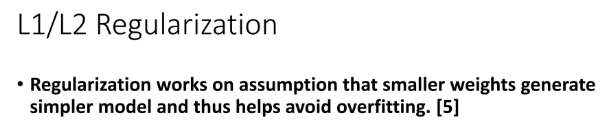 L1/L2 Regularization
• Regularization works on assumption that smaller weights generate
simpler model and thus helps avoid overfitting. [5]